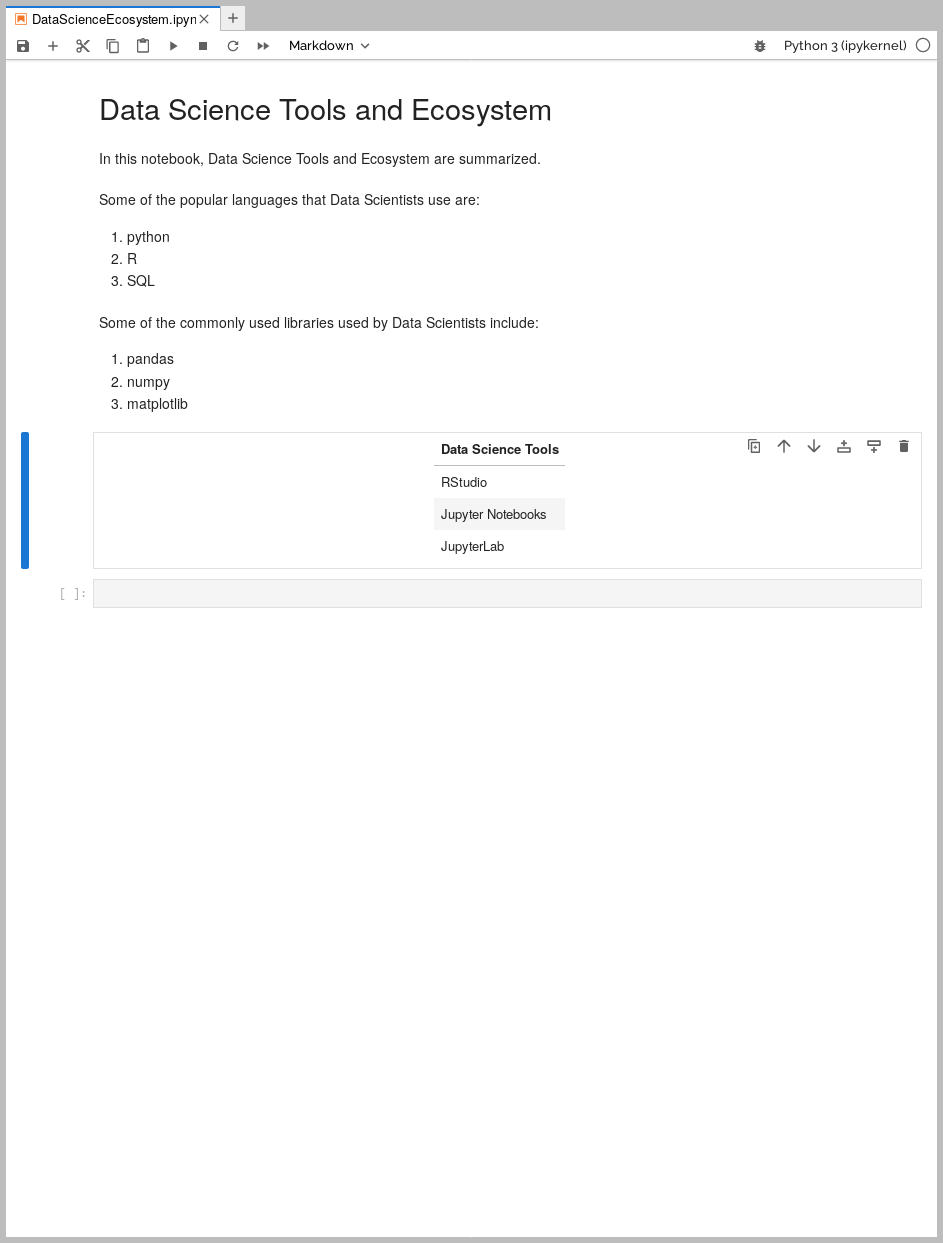 DataScienceEcosystem.ipyn
Markdown
Python 3 (ipykernel)
Data Science Tools and Ecosystem
In this notebook, Data Science Tools and Ecosystem are summarized.
Some of the popular languages that Data Scientists use are:
1. python
2. R
3. SQL
Some of the commonly used libraries used by Data Scientists include:
1. pandas
2. numpy
3. matplotlib
Data Science Tools
RStudio
Jupyter Notebooks
JupyterLab
[ ]: